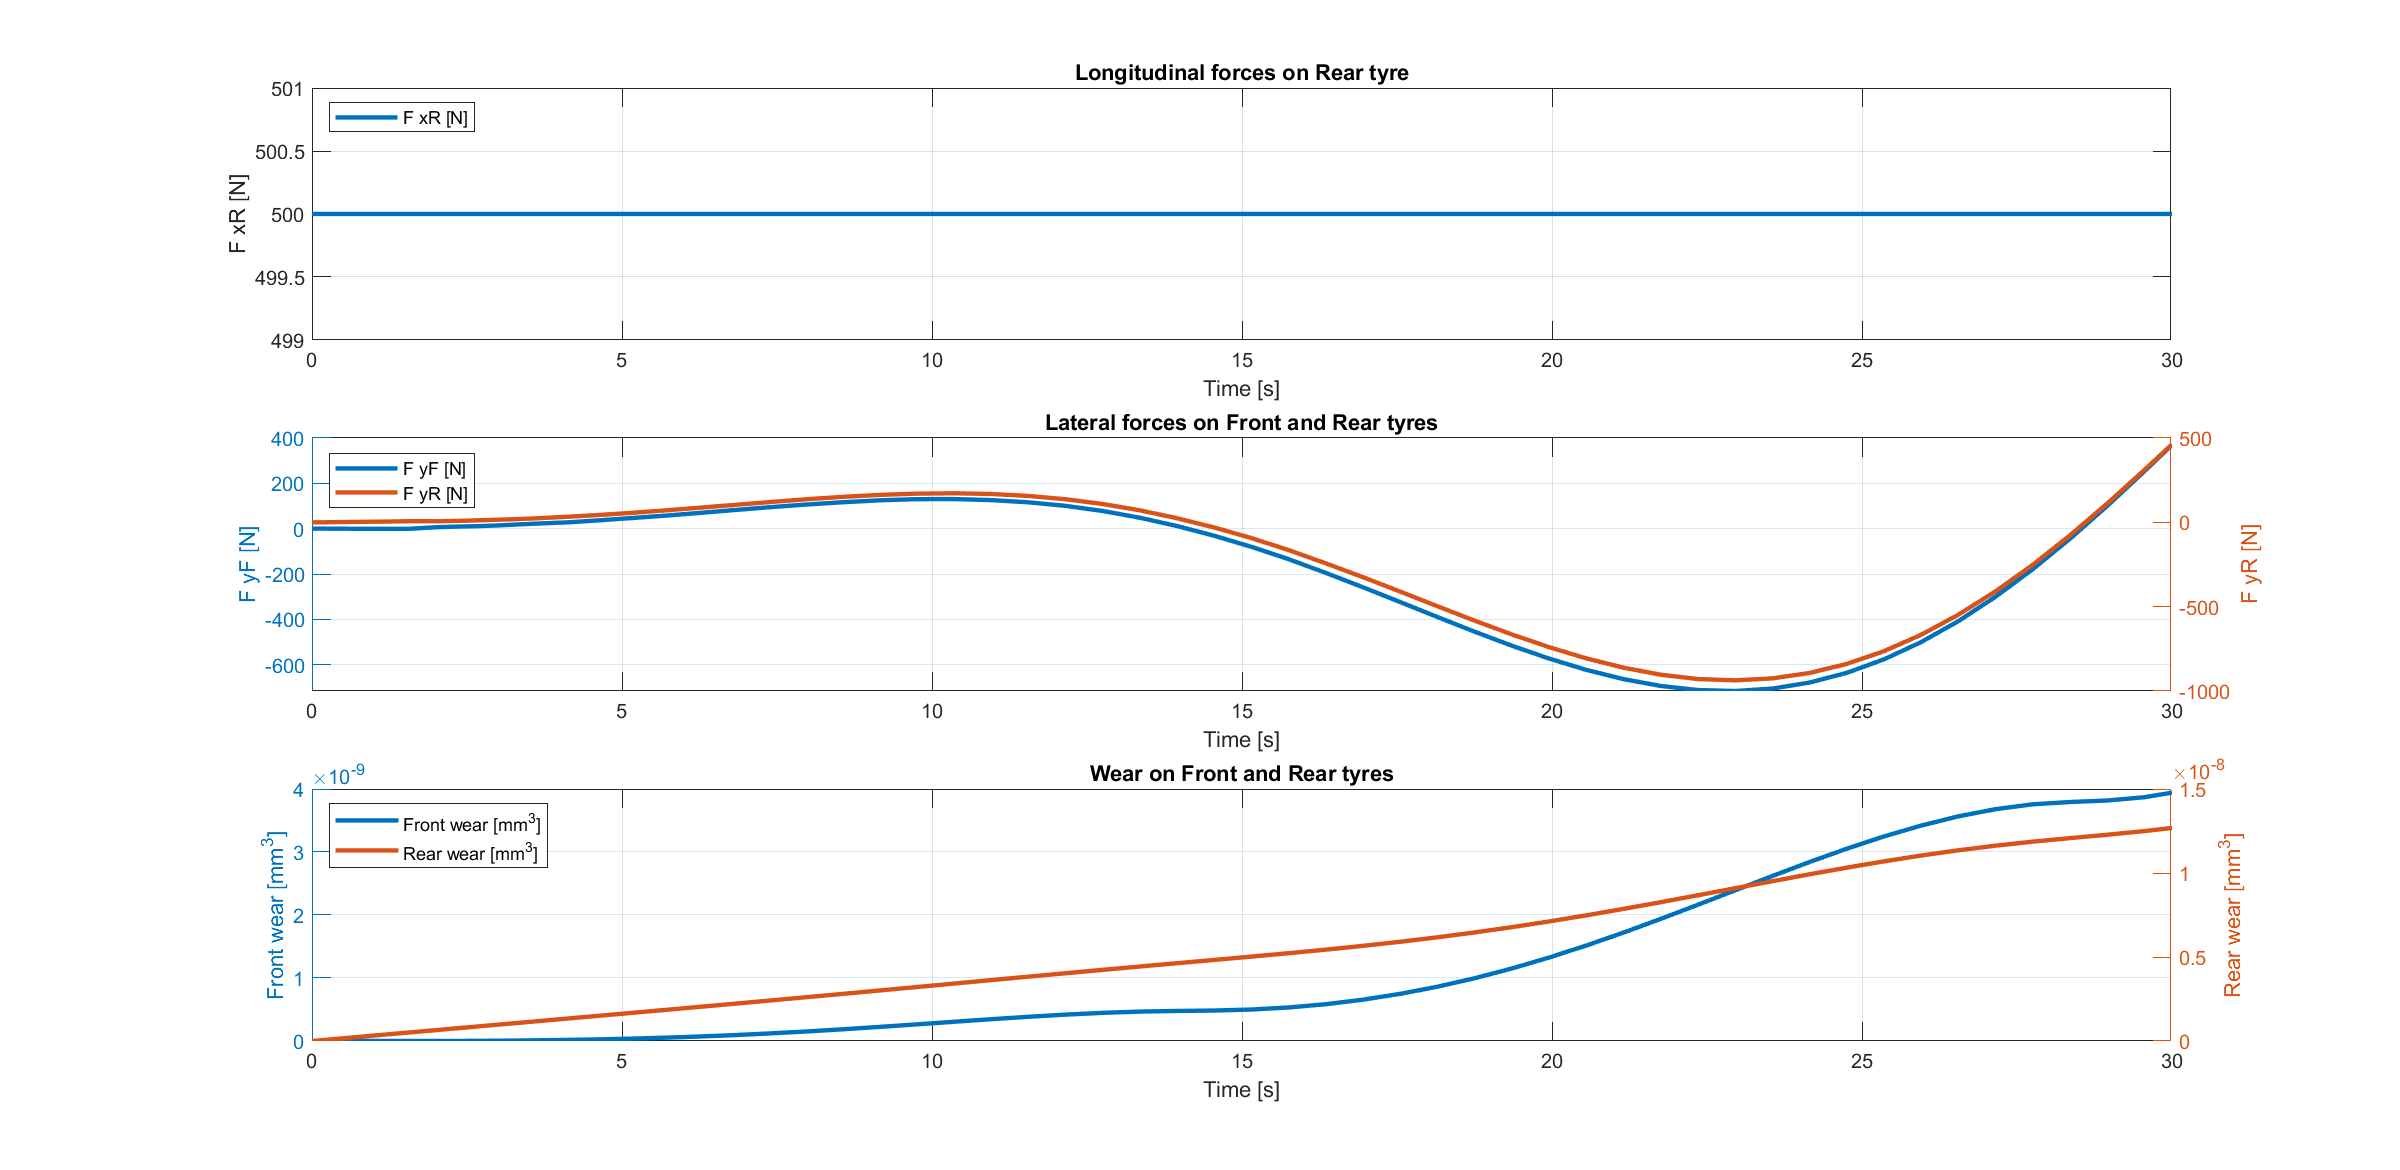 Longitudinal forces on Rear tyre
501
500.5
500
499.5
499
F xR [N]
F xR [N]
0 5 10 15 20 25 30
Time [s]
Lateral forces on Front and Rear tyres
400
200
0
-200
-400
-600
F yF [N]
F yF [N]
F yR [N]
500
0
-500
-1000
F yR [N]
0 5 10 15 20 25 30
Time [s]
Wear on Front and Rear tyres
×10⁻⁹
4
3
2
1
0
Front wear [mm³]
Front wear [mm³]
Rear wear [mm³]
×10⁻⁸
1.5
1
0.5
0
Rear wear [mm³]
0 5 10 15 20 25 30
Time [s]